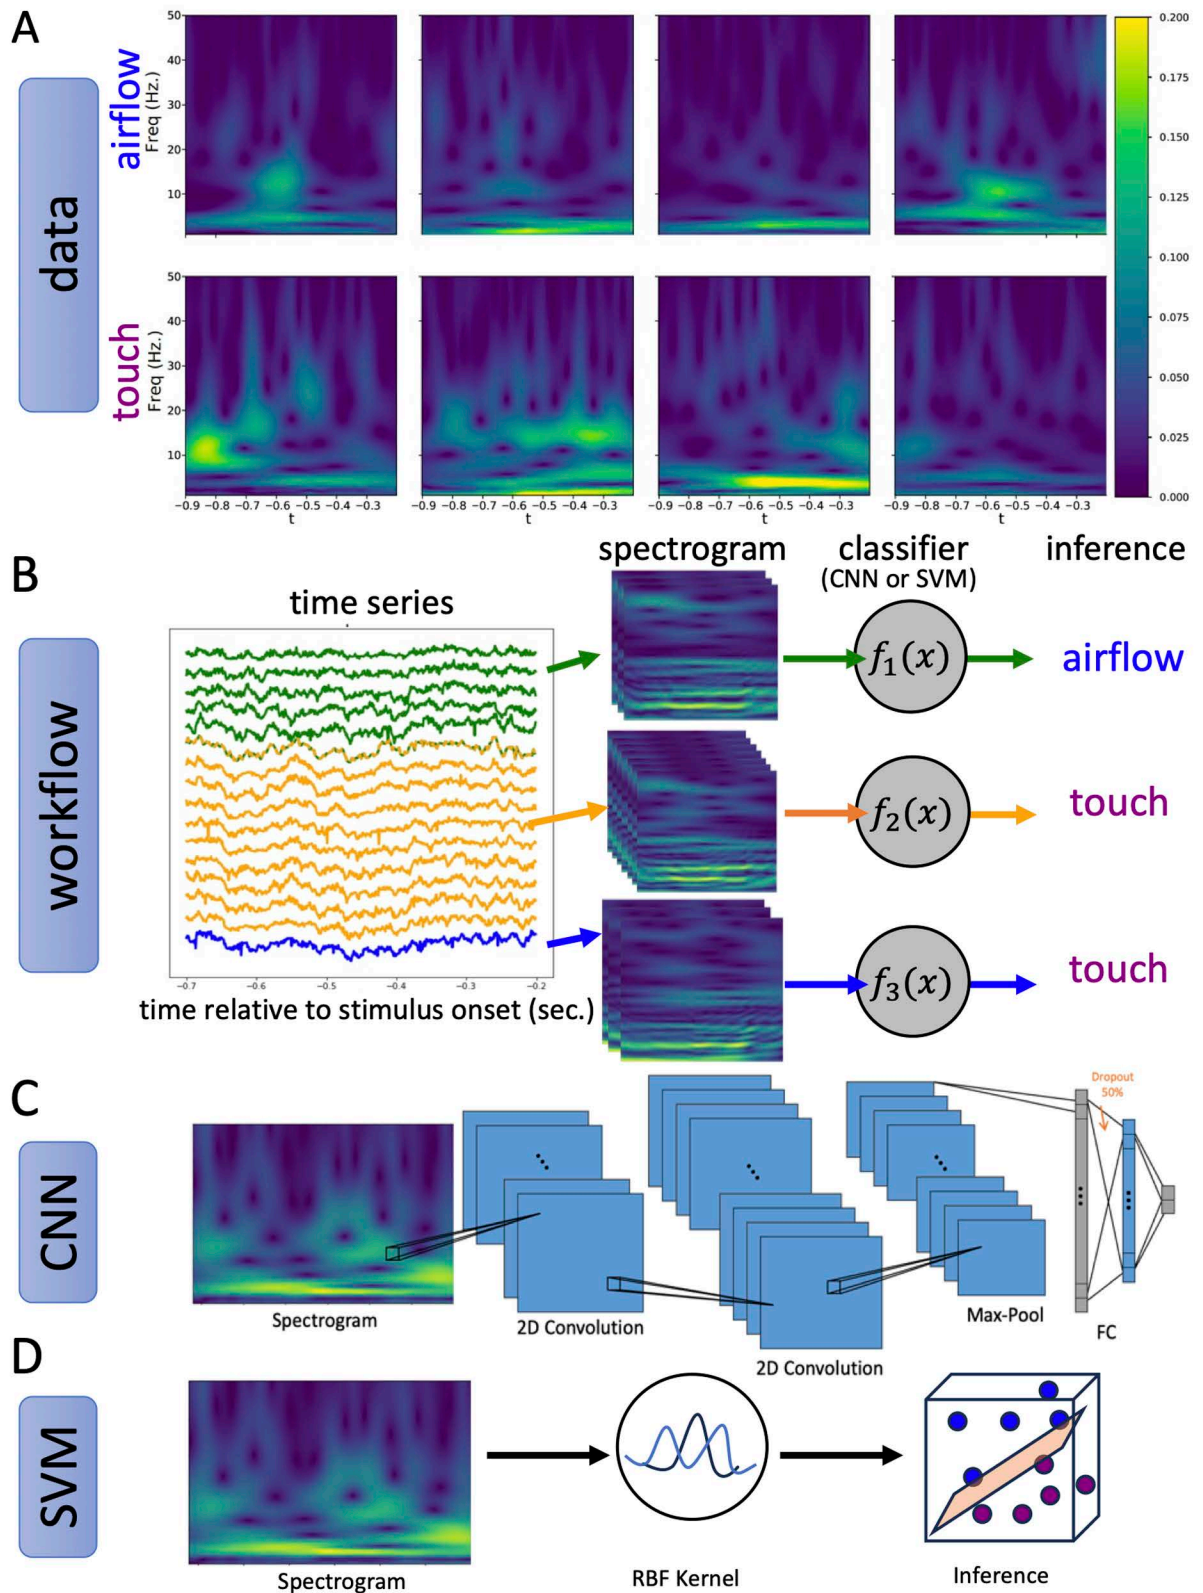 A
data
airflow
Freq (Hz.)
50
40
30
20
10
0.200
0.175
0.150
0.125
0.100
0.075
0.050
0.025
0.000
touch
Freq (Hz.)
50
40
30
20
10
−0.9 −0.8 −0.7 −0.6 −0.5 −0.4 −0.3
t
−0.9 −0.8 −0.7 −0.6 −0.5 −0.4 −0.3
t
−0.9 −0.8 −0.7 −0.6 −0.5 −0.4 −0.3
t
−0.9 −0.8 −0.7 −0.6 −0.5 −0.4 −0.3
t
B
workflow
time series
spectrogram
classifier
(CNN or SVM)
inference
f₁(x)
airflow
f₂(x)
touch
f₃(x)
touch
−0.7 −0.6 −0.5 −0.4 −0.3 −0.2
time relative to stimulus onset (sec.)
C
CNN
Spectrogram
2D Convolution
2D Convolution
Max-Pool
Dropout
50%
FC
D
SVM
Spectrogram
RBF Kernel
Inference